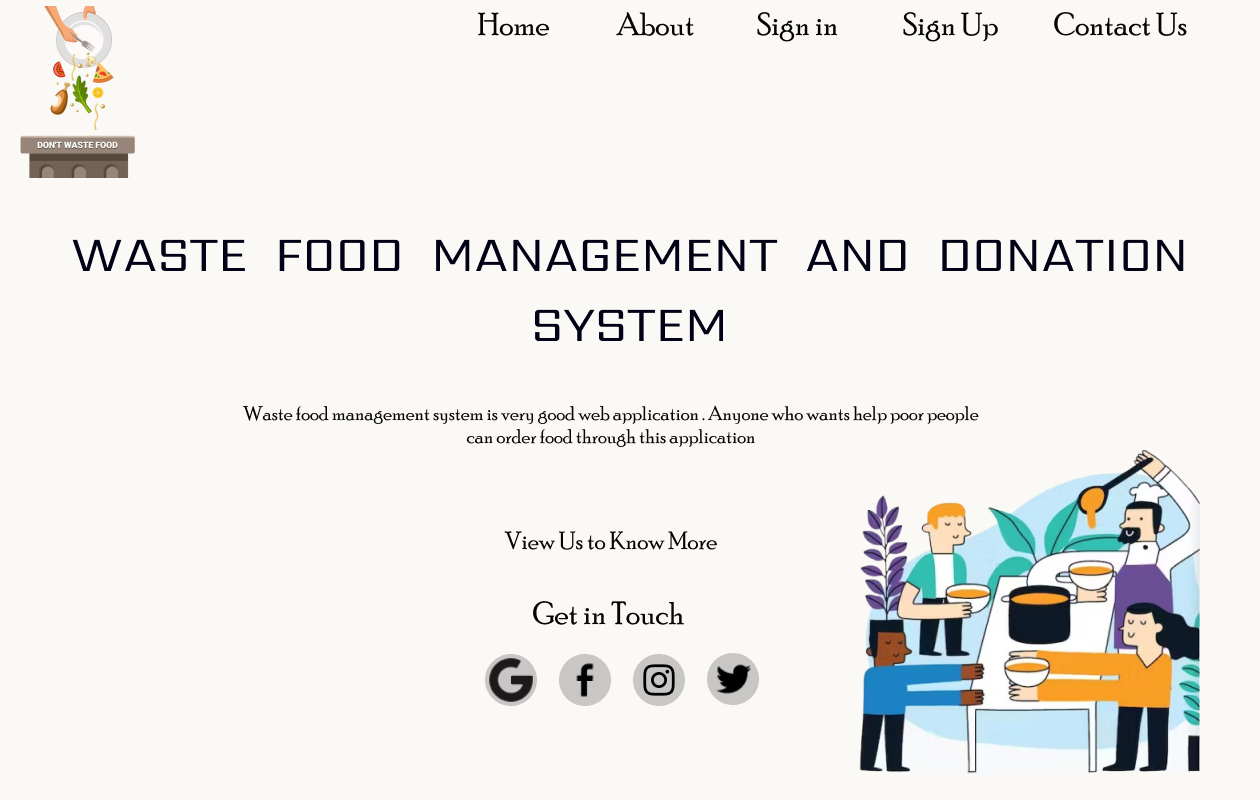 Home About Sign in Sign Up Contact Us
DON'T WASTE FOOD
WASTE FOOD MANAGEMENT AND DONATION
SYSTEM
Waste food management system is very good web application . Anyone who wants help poor people
can order food through this application
View Us to Know More
Get in Touch